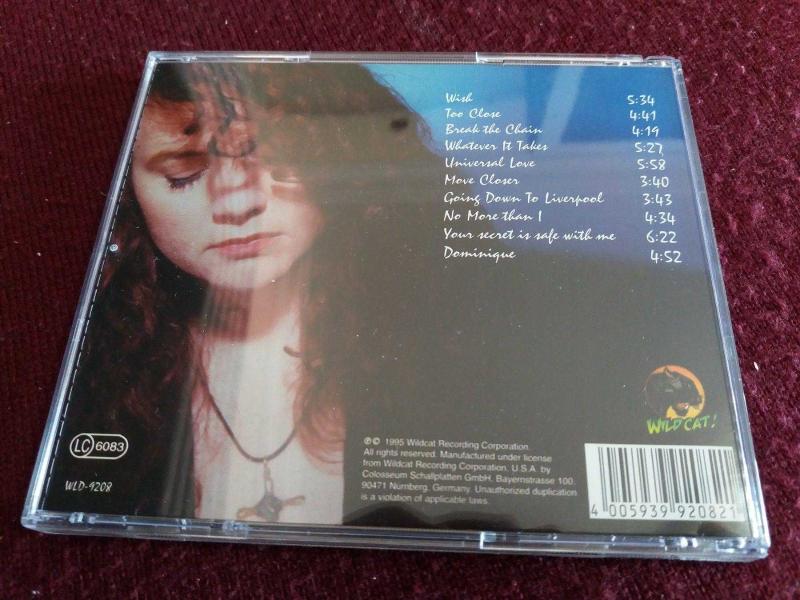 Wish 5:34
Too Close 4:41
Break the Chain 4:19
Whatever It Takes 5:27
Universal Love 5:58
Move Closer 3:40
Going Down To Liverpool 3:43
No More than I 4:34
Your secret is safe with me 6:22
Dominique 4:52
WILDCAT!
LC 6083
WLD-9208
℗© 1995 Wildcat Recording Corporation.
All rights reserved. Manufactured under license
from Wildcat Recording Corporation. U.S.A. by
Colosseum Schallplatten GmbH. Bayernstrasse 100.
90471 Nürnberg. Germany. Unauthorized duplication
is a violation of applicable laws.
4 005939 920821